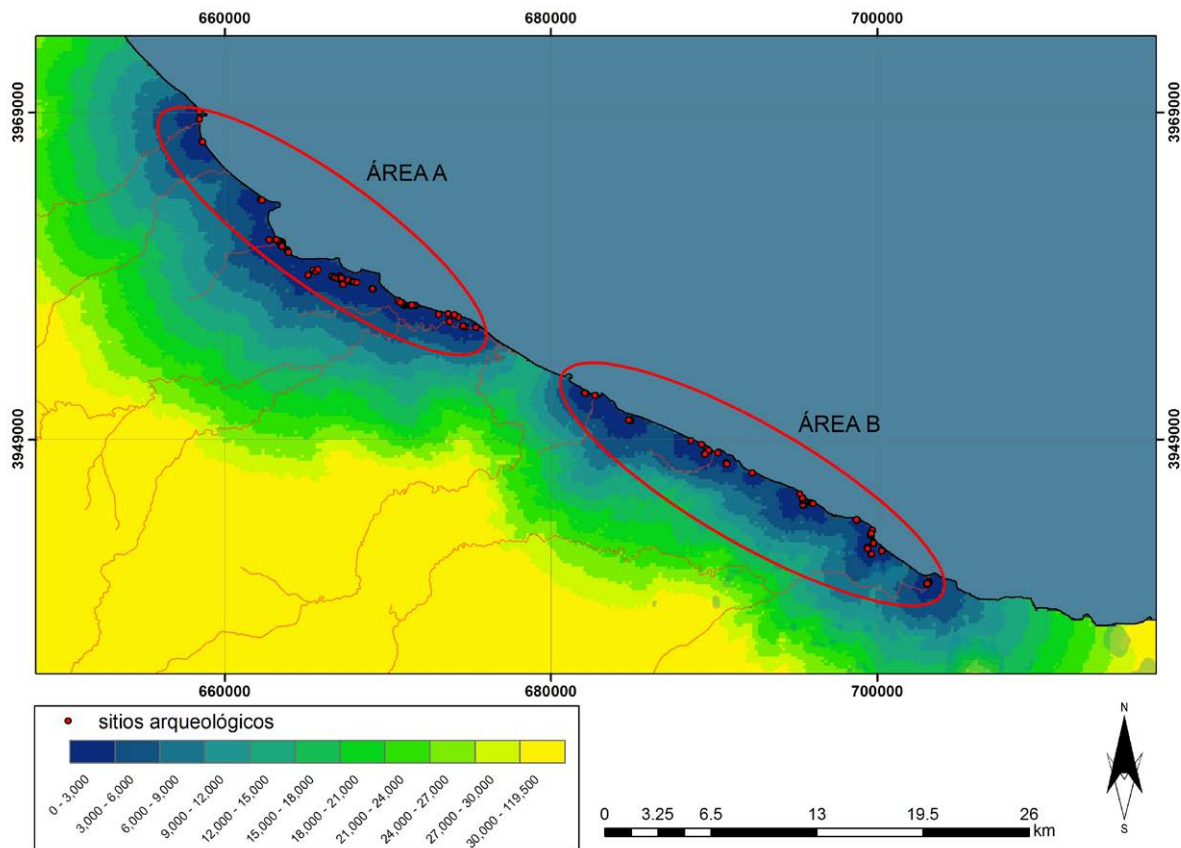 660000 680000 700000
3969000 3969000
ÁREA A
3949000 3949000
ÁREA B
660000 680000 700000
sitios arqueológicos
0 - 3,000
3,000 - 6,000
6,000 - 9,000
9,000 - 12,000
12,000 - 15,000
15,000 - 18,000
18,000 - 21,000
21,000 - 24,000
24,000 - 27,000
27,000 - 30,000
30,000 - 119,500
N
S
0 3.25 6.5 13 19.5 26
km